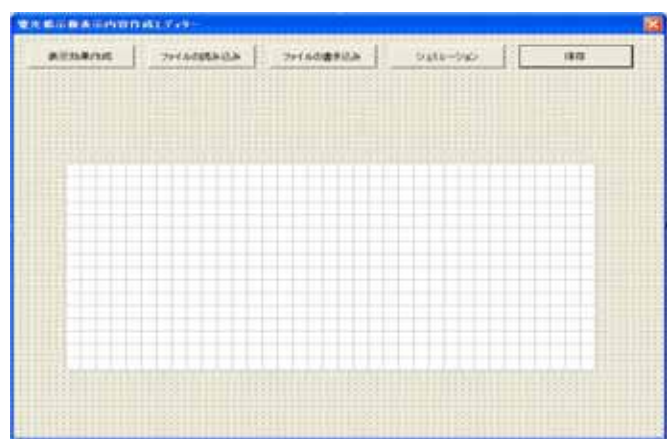 電光掲示板表示内容作成エディター
表示効果作成 ファイルの読み込み ファイルの書き込み シュミレーション 保存